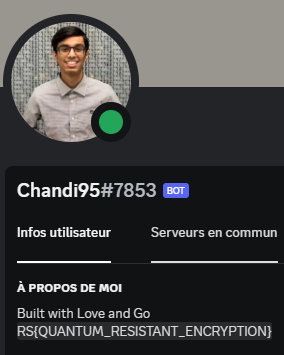 Chandi95#7853 BOT
Infos utilisateur Serveurs en commun
À PROPOS DE MOI
Built with Love and Go
RS{QUANTUM_RESISTANT_ENCRYPTION}